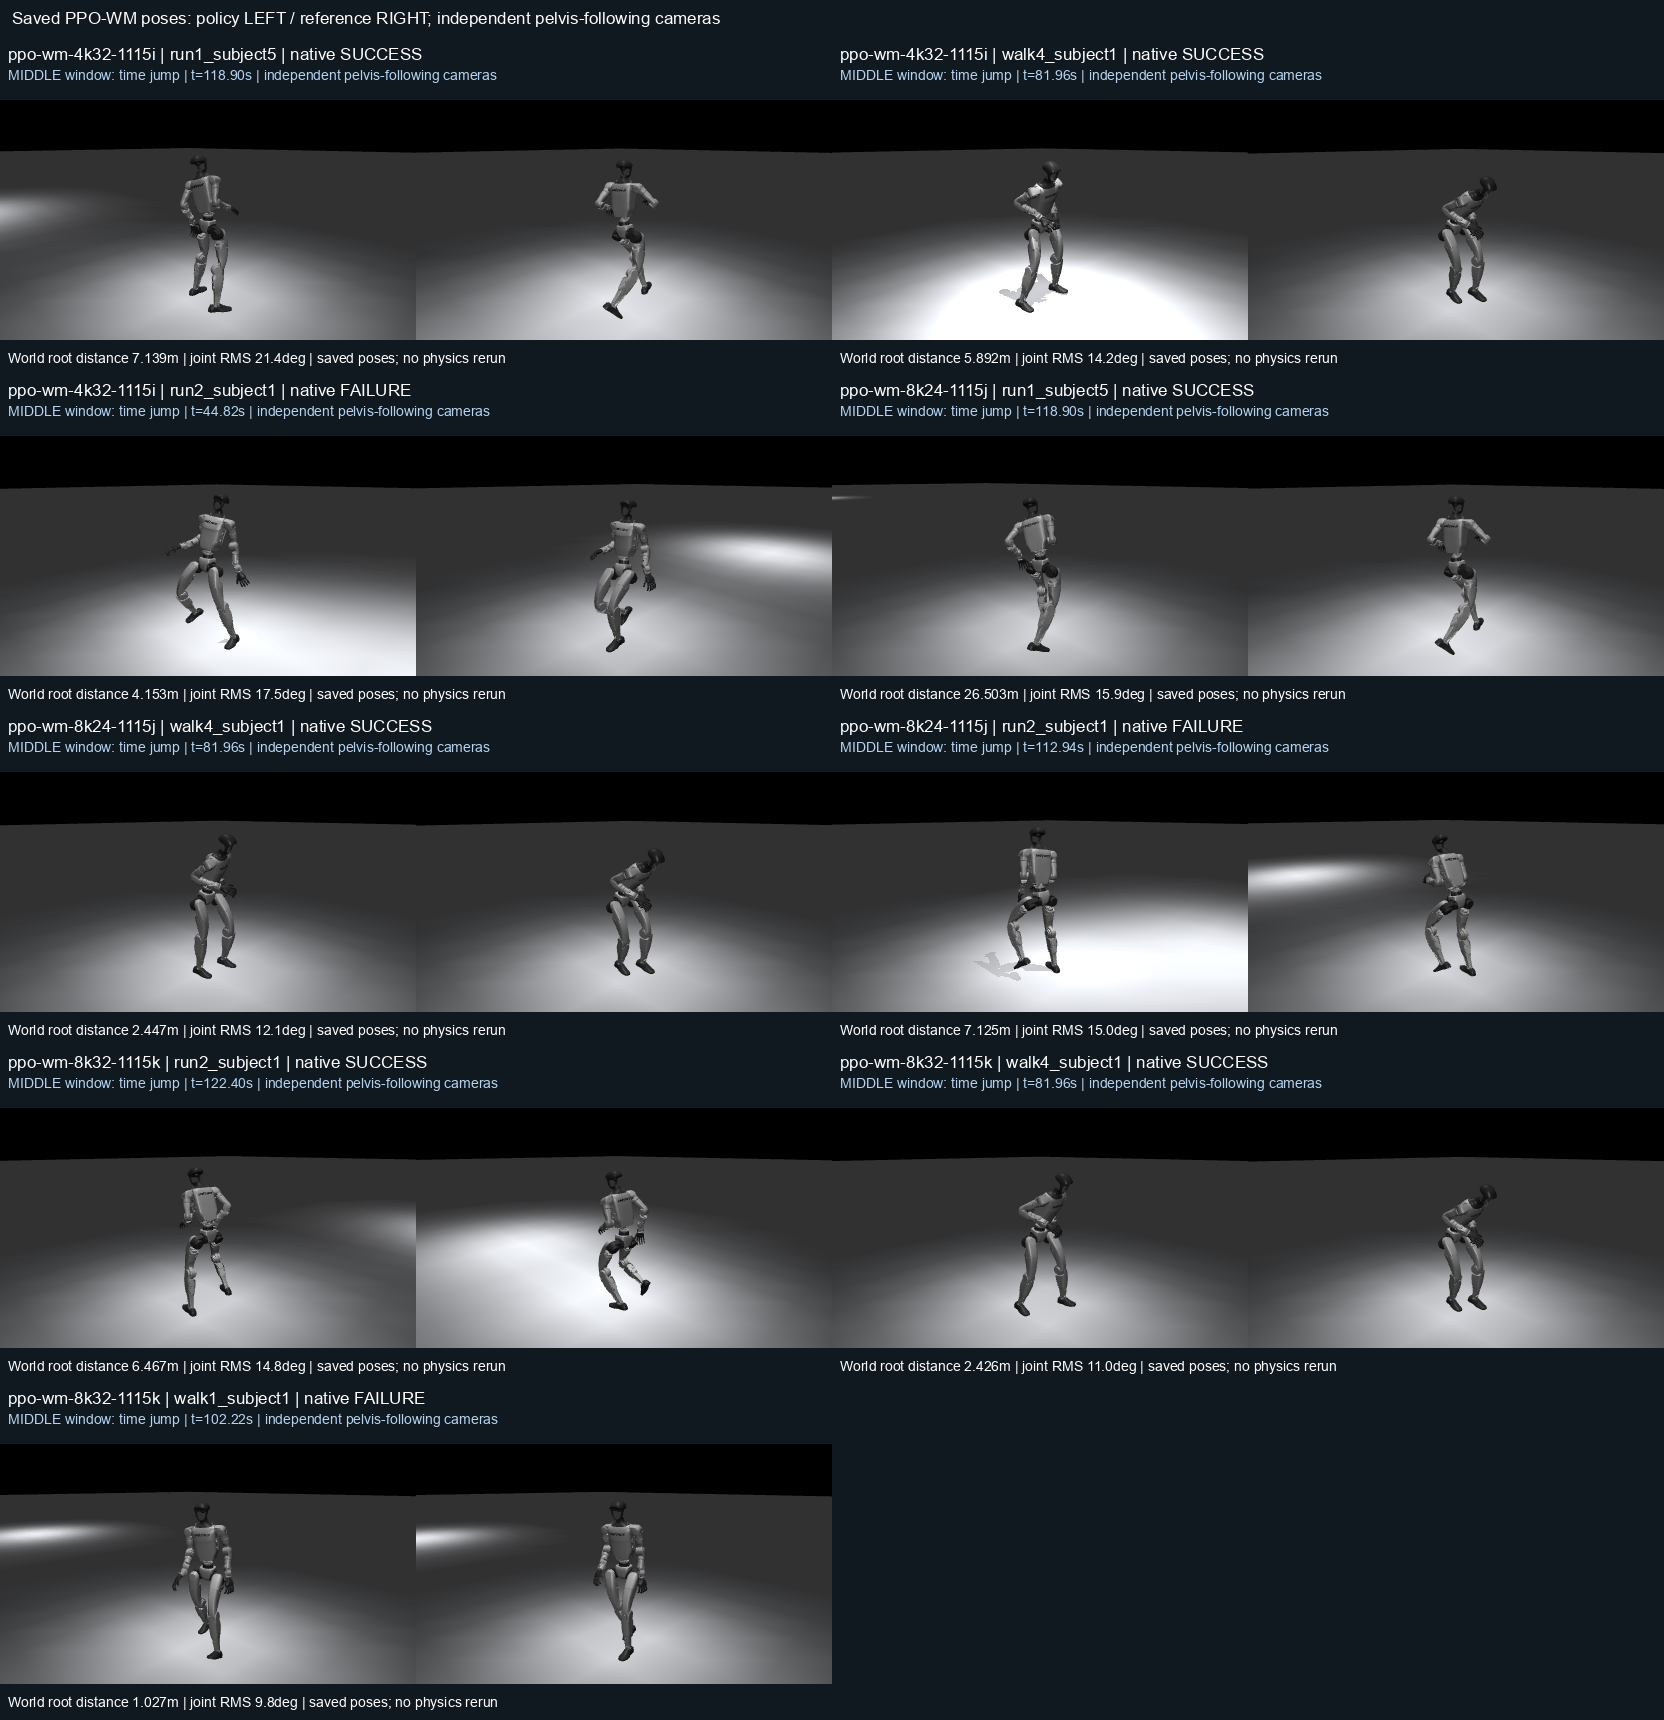 Saved PPO-WM poses: policy LEFT / reference RIGHT; independent pelvis-following cameras
ppo-wm-4k32-1115i | run1_subject5 | native SUCCESS
MIDDLE window: time jump | t=118.90s | independent pelvis-following cameras
World root distance 7.139m | joint RMS 21.4deg | saved poses; no physics rerun
ppo-wm-4k32-1115i | walk4_subject1 | native SUCCESS
MIDDLE window: time jump | t=81.96s | independent pelvis-following cameras
World root distance 5.892m | joint RMS 14.2deg | saved poses; no physics rerun
ppo-wm-4k32-1115i | run2_subject1 | native FAILURE
MIDDLE window: time jump | t=44.82s | independent pelvis-following cameras
World root distance 4.153m | joint RMS 17.5deg | saved poses; no physics rerun
ppo-wm-8k24-1115j | run1_subject5 | native SUCCESS
MIDDLE window: time jump | t=118.90s | independent pelvis-following cameras
World root distance 26.503m | joint RMS 15.9deg | saved poses; no physics rerun
ppo-wm-8k24-1115j | walk4_subject1 | native SUCCESS
MIDDLE window: time jump | t=81.96s | independent pelvis-following cameras
World root distance 2.447m | joint RMS 12.1deg | saved poses; no physics rerun
ppo-wm-8k24-1115j | run2_subject1 | native FAILURE
MIDDLE window: time jump | t=112.94s | independent pelvis-following cameras
World root distance 7.125m | joint RMS 15.0deg | saved poses; no physics rerun
ppo-wm-8k32-1115k | run2_subject1 | native SUCCESS
MIDDLE window: time jump | t=122.40s | independent pelvis-following cameras
World root distance 6.467m | joint RMS 14.8deg | saved poses; no physics rerun
ppo-wm-8k32-1115k | walk4_subject1 | native SUCCESS
MIDDLE window: time jump | t=81.96s | independent pelvis-following cameras
World root distance 2.426m | joint RMS 11.0deg | saved poses; no physics rerun
ppo-wm-8k32-1115k | walk1_subject1 | native FAILURE
MIDDLE window: time jump | t=102.22s | independent pelvis-following cameras
World root distance 1.027m | joint RMS 9.8deg | saved poses; no physics rerun